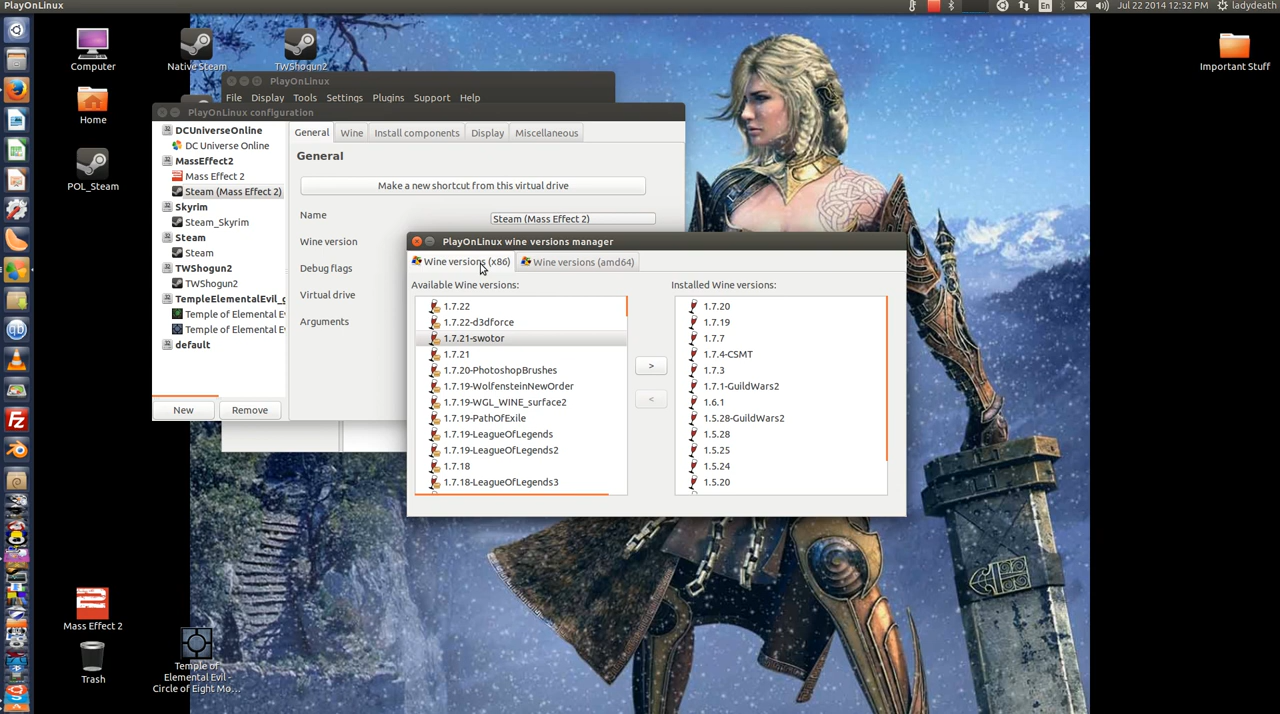 PlayOnLinux
En
Jul 22 2014 12:32 PM
ladydeath
Computer
Native Steam
TWShogun2
Important Stuff
Home
POL_Steam
PlayOnLinux
File Display Tools Settings Plugins Support Help
PlayOnLinux configuration
DCUniverseOnline
DC Universe Online
MassEffect2
Mass Effect 2
Steam (Mass Effect 2)
Skyrim
Steam_Skyrim
Steam
Steam
TWShogun2
TWShogun2
TempleElementalEvil_g
Temple of Elemental Ev
Temple of Elemental Ev
default
New Remove
General Wine Install components Display Miscellaneous
General
Make a new shortcut from this virtual drive
Name Steam (Mass Effect 2)
Wine version
Debug flags
Virtual drive
Arguments
PlayOnLinux wine versions manager
Wine versions (x86) Wine versions (amd64)
Available Wine versions:
1.7.22
1.7.22-d3dforce
1.7.21-swotor
1.7.21
1.7.20-PhotoshopBrushes
1.7.19-WolfensteinNewOrder
1.7.19-WGL_WINE_surface2
1.7.19-PathOfExile
1.7.19-LeagueOfLegends
1.7.19-LeagueOfLegends2
1.7.18
1.7.18-LeagueOfLegends3
>
<
Installed Wine versions:
1.7.20
1.7.19
1.7.7
1.7.4-CSMT
1.7.3
1.7.1-GuildWars2
1.6.1
1.5.28-GuildWars2
1.5.28
1.5.25
1.5.24
1.5.20
Mass Effect 2
Trash
Temple of
Elemental Evil -
Circle of Eight Mo...